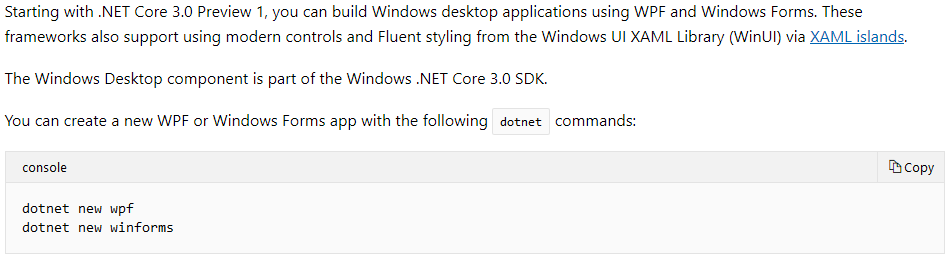 Starting with .NET Core 3.0 Preview 1, you can build Windows desktop applications using WPF and Windows Forms. These
frameworks also support using modern controls and Fluent styling from the Windows UI XAML Library (WinUI) via XAML islands.
The Windows Desktop component is part of the Windows .NET Core 3.0 SDK.
You can create a new WPF or Windows Forms app with the following dotnet commands:
console Copy
dotnet new wpf
dotnet new winforms